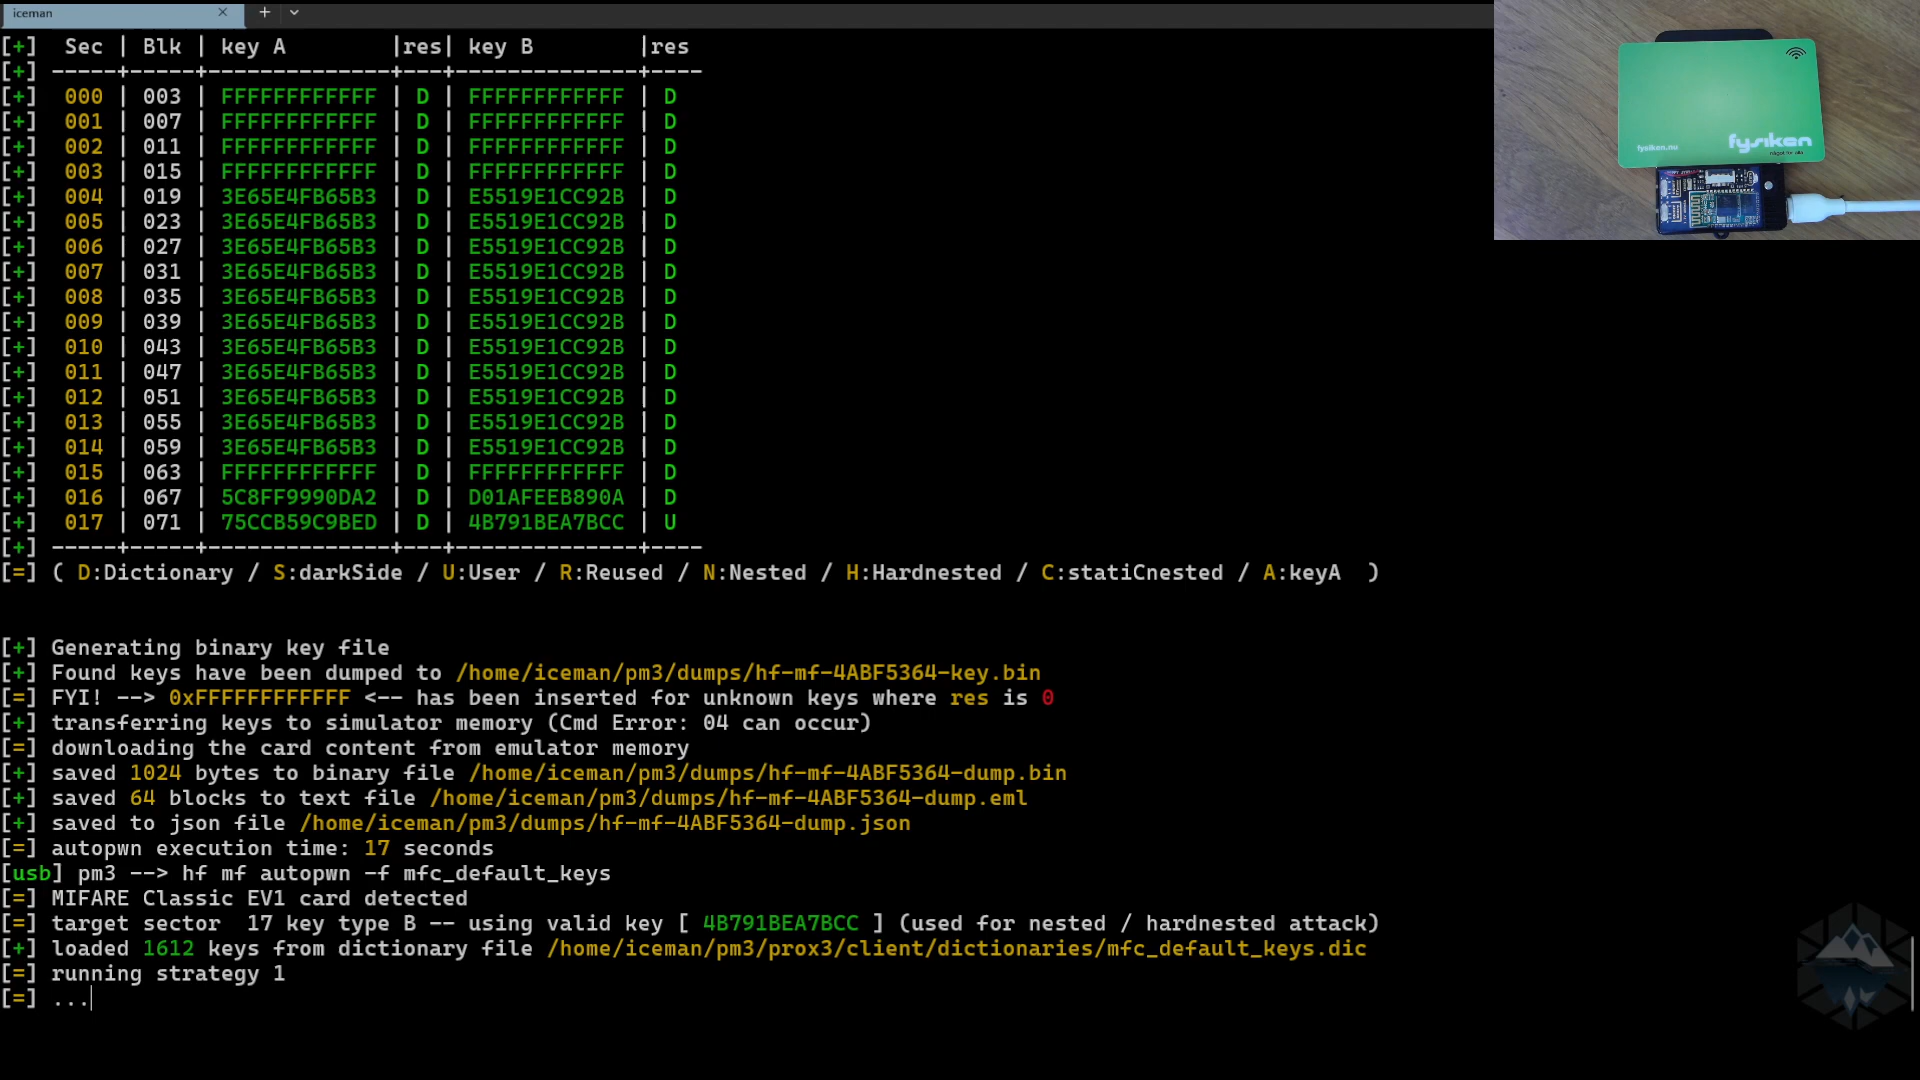 iceman
[+] Sec | Blk | key A |res| key B |res
[+] -----+-----+--------------+---+--------------+----
[+] 000 | 003 | FFFFFFFFFFFF | D | FFFFFFFFFFFF | D
[+] 001 | 007 | FFFFFFFFFFFF | D | FFFFFFFFFFFF | D
[+] 002 | 011 | FFFFFFFFFFFF | D | FFFFFFFFFFFF | D
[+] 003 | 015 | FFFFFFFFFFFF | D | FFFFFFFFFFFF | D
[+] 004 | 019 | 3E65E4FB65B3 | D | E5519E1CC92B | D
[+] 005 | 023 | 3E65E4FB65B3 | D | E5519E1CC92B | D
[+] 006 | 027 | 3E65E4FB65B3 | D | E5519E1CC92B | D
[+] 007 | 031 | 3E65E4FB65B3 | D | E5519E1CC92B | D
[+] 008 | 035 | 3E65E4FB65B3 | D | E5519E1CC92B | D
[+] 009 | 039 | 3E65E4FB65B3 | D | E5519E1CC92B | D
[+] 010 | 043 | 3E65E4FB65B3 | D | E5519E1CC92B | D
[+] 011 | 047 | 3E65E4FB65B3 | D | E5519E1CC92B | D
[+] 012 | 051 | 3E65E4FB65B3 | D | E5519E1CC92B | D
[+] 013 | 055 | 3E65E4FB65B3 | D | E5519E1CC92B | D
[+] 014 | 059 | 3E65E4FB65B3 | D | E5519E1CC92B | D
[+] 015 | 063 | FFFFFFFFFFFF | D | FFFFFFFFFFFF | D
[+] 016 | 067 | 5C8FF9990DA2 | D | D01AFEEB890A | D
[+] 017 | 071 | 75CCB59C9BED | D | 4B791BEA7BCC | U
[+] -----+-----+--------------+---+--------------+----
[=] ( D:Dictionary / S:darkSide / U:User / R:Reused / N:Nested / H:Hardnested / C:statiCnested / A:keyA )
[+] Generating binary key file
[+] Found keys have been dumped to /home/iceman/pm3/dumps/hf-mf-4ABF5364-key.bin
[=] FYI! --> 0xFFFFFFFFFFFF <-- has been inserted for unknown keys where res is 0
[+] transferring keys to simulator memory (Cmd Error: 04 can occur)
[=] downloading the card content from emulator memory
[+] saved 1024 bytes to binary file /home/iceman/pm3/dumps/hf-mf-4ABF5364-dump.bin
[+] saved 64 blocks to text file /home/iceman/pm3/dumps/hf-mf-4ABF5364-dump.eml
[+] saved to json file /home/iceman/pm3/dumps/hf-mf-4ABF5364-dump.json
[=] autopwn execution time: 17 seconds
[usb] pm3 --> hf mf autopwn -f mfc_default_keys
[=] MIFARE Classic EV1 card detected
[=] target sector 17 key type B -- using valid key [ 4B791BEA7BCC ] (used for nested / hardnested attack)
[+] loaded 1612 keys from dictionary file /home/iceman/pm3/prox3/client/dictionaries/mfc_default_keys.dic
[=] running strategy 1
[=] ...
fysiken
fysiken.nu